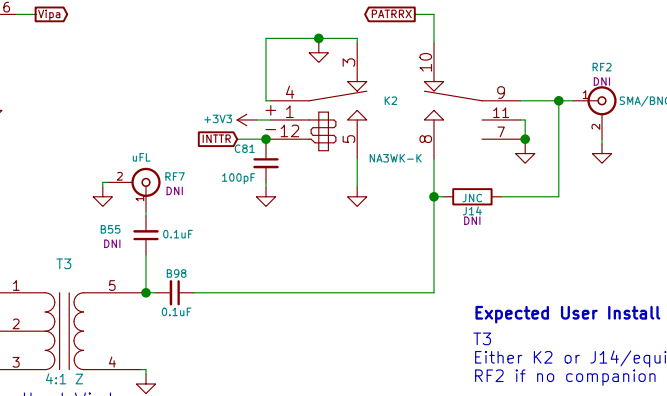 6
Vipa
PATRRX
3
10
RF2
DNI
4
K2
9
1
SMA/BNC
+
1
+3V3
11
-
12
INTTR
C81
5
8
7
2
100pF
NA3WK-K
uFL
2
RF7
DNI
1
JNC
J14
DNI
B55
DNI
0.1uF
T3
B98
1
5
0.1uF
Expected User Install
2
T3
Either K2 or J14/equi
3
4
RF2 if no companion
4:1 Z